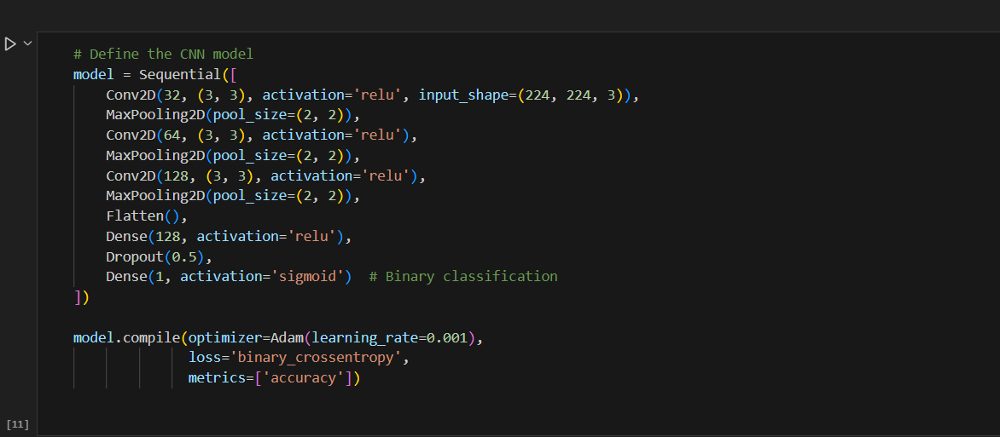 # Define the CNN model
model = Sequential([
    Conv2D(32, (3, 3), activation='relu', input_shape=(224, 224, 3)),
    MaxPooling2D(pool_size=(2, 2)),
    Conv2D(64, (3, 3), activation='relu'),
    MaxPooling2D(pool_size=(2, 2)),
    Conv2D(128, (3, 3), activation='relu'),
    MaxPooling2D(pool_size=(2, 2)),
    Flatten(),
    Dense(128, activation='relu'),
    Dropout(0.5),
    Dense(1, activation='sigmoid')  # Binary classification
])
model.compile(optimizer=Adam(learning_rate=0.001),
              loss='binary_crossentropy',
              metrics=['accuracy'])
[11]